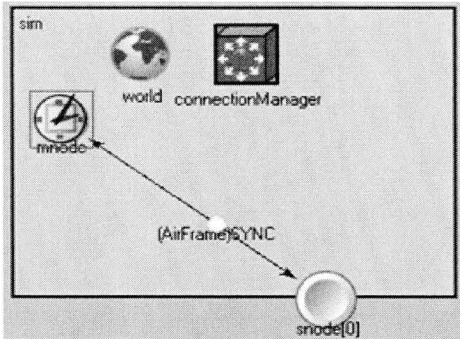 sim
world
connectionManager
mnode
(AirFrame)SYNC
snode[0]